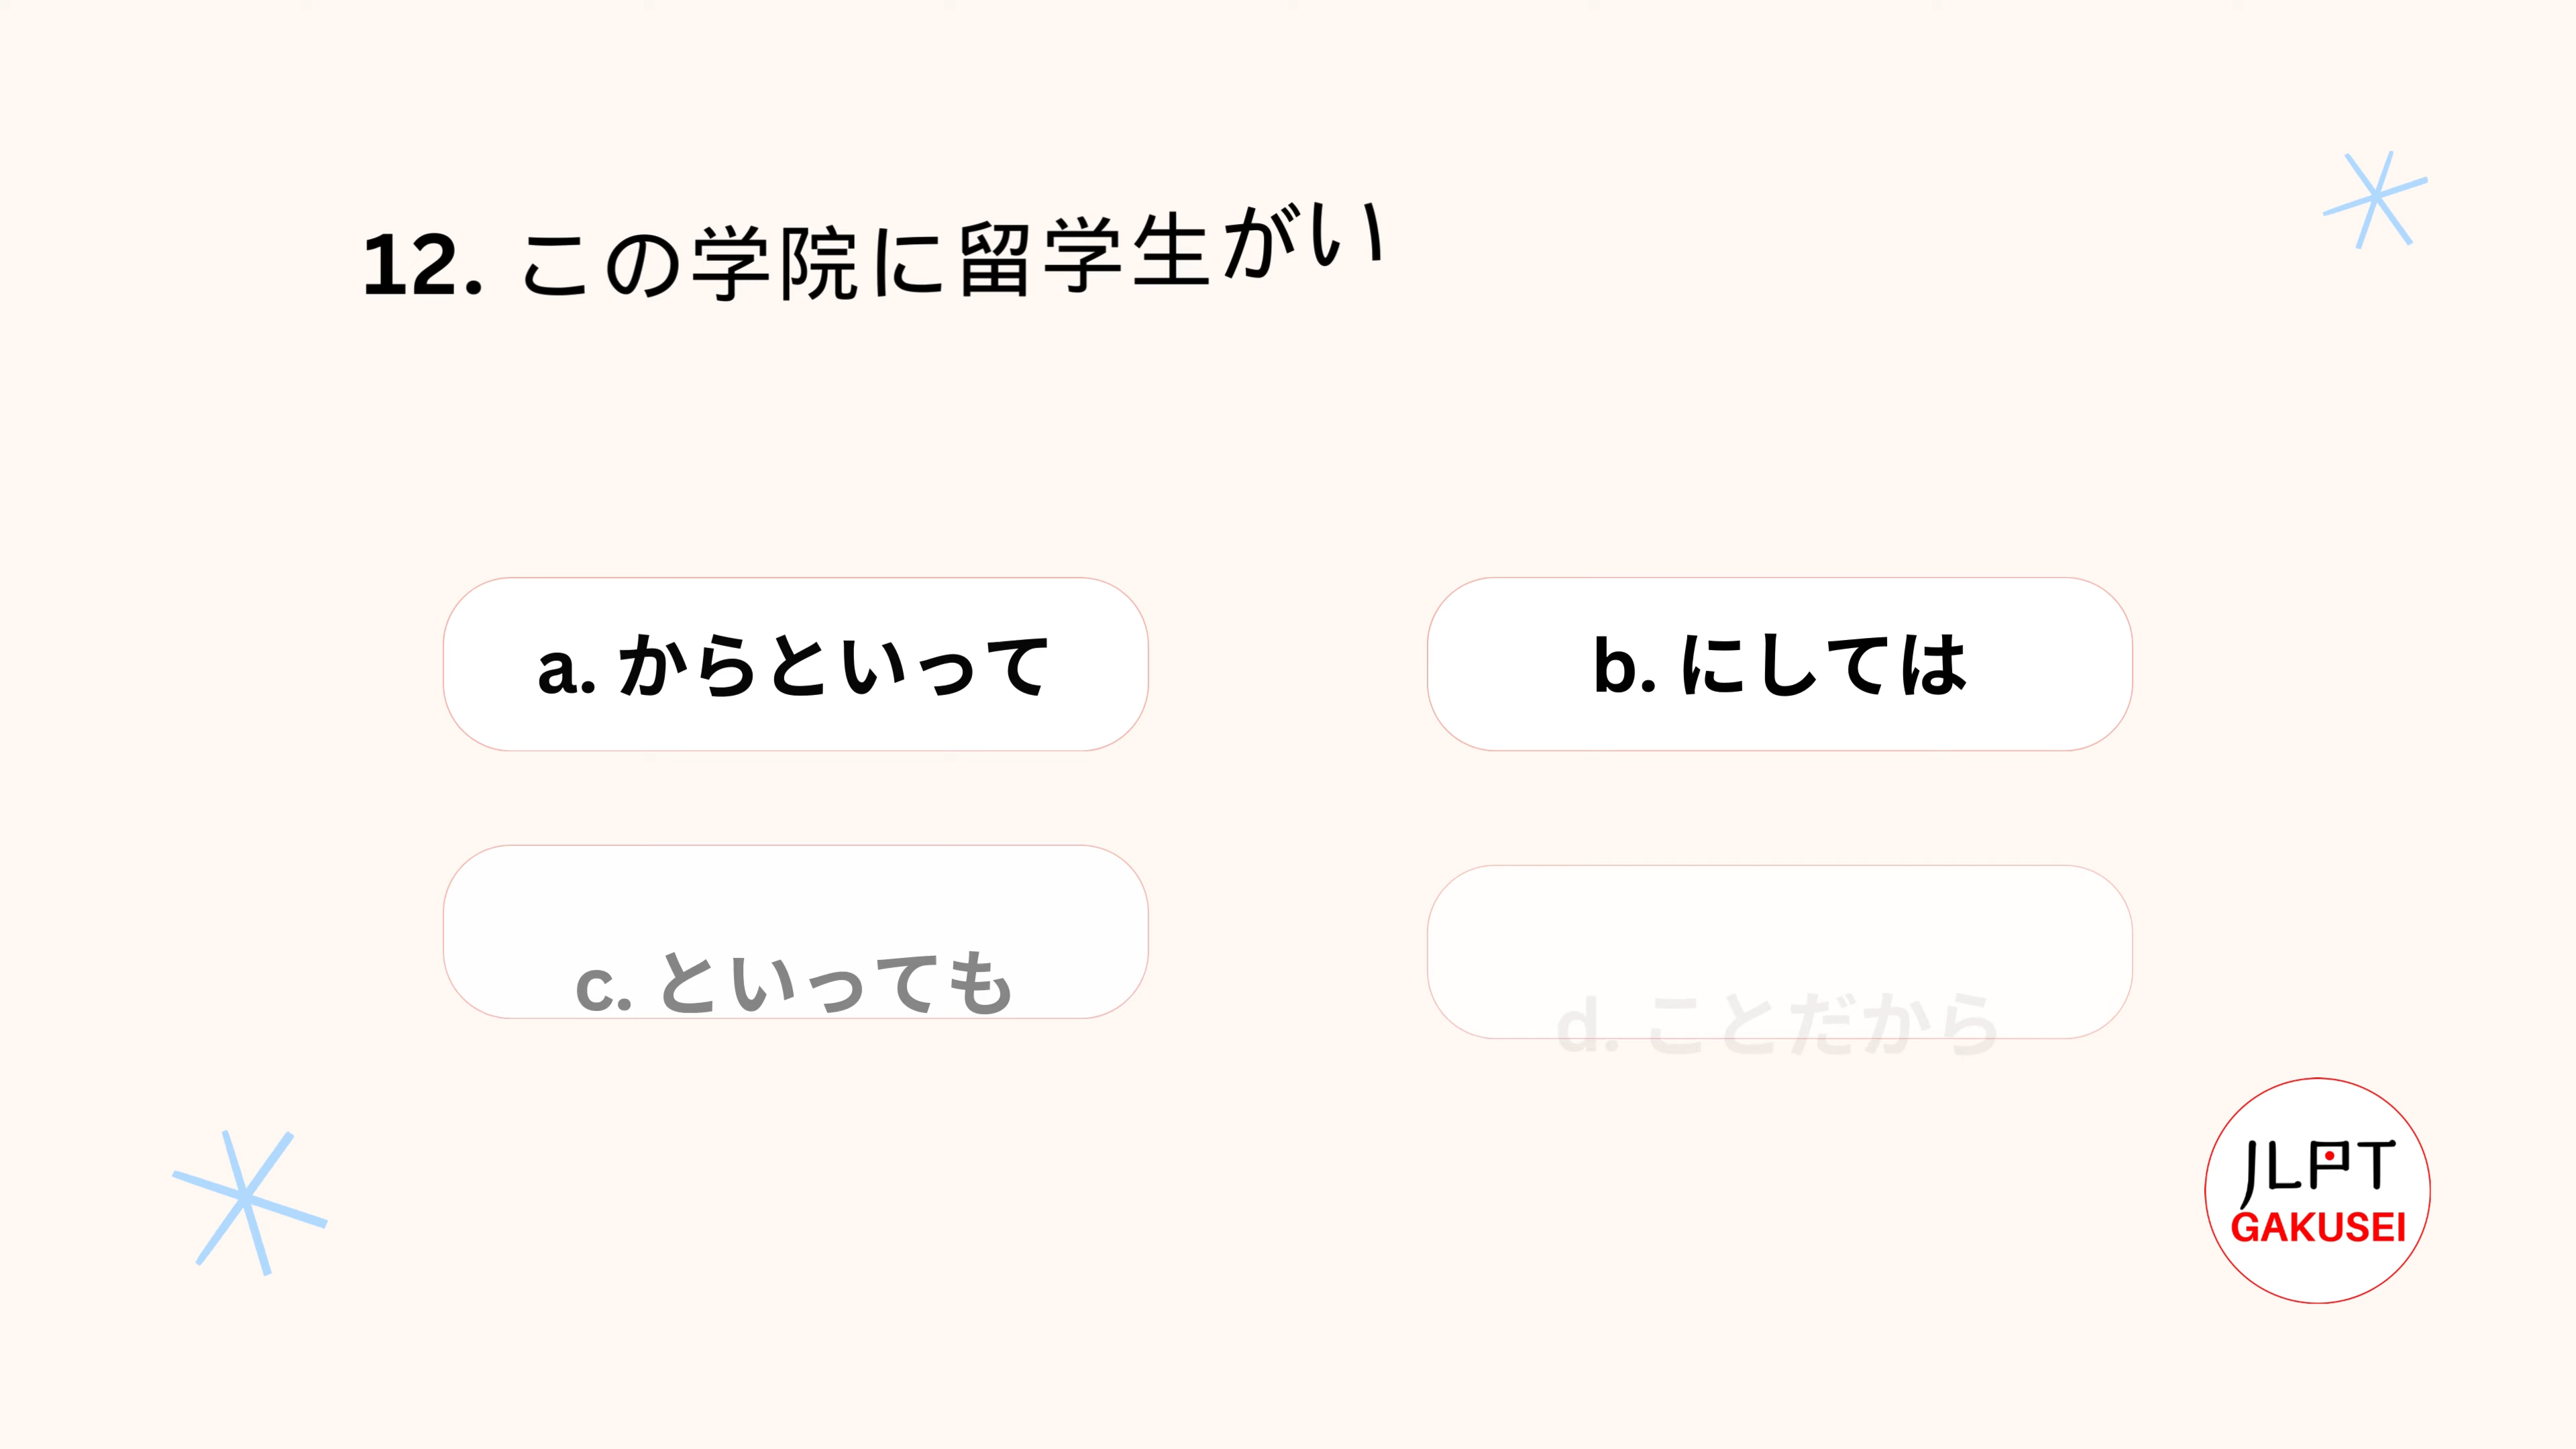 12. この学院に留学生がい
a. からといって
b. にしては
c. といっても
d. ことだから
JLPT
GAKUSEI